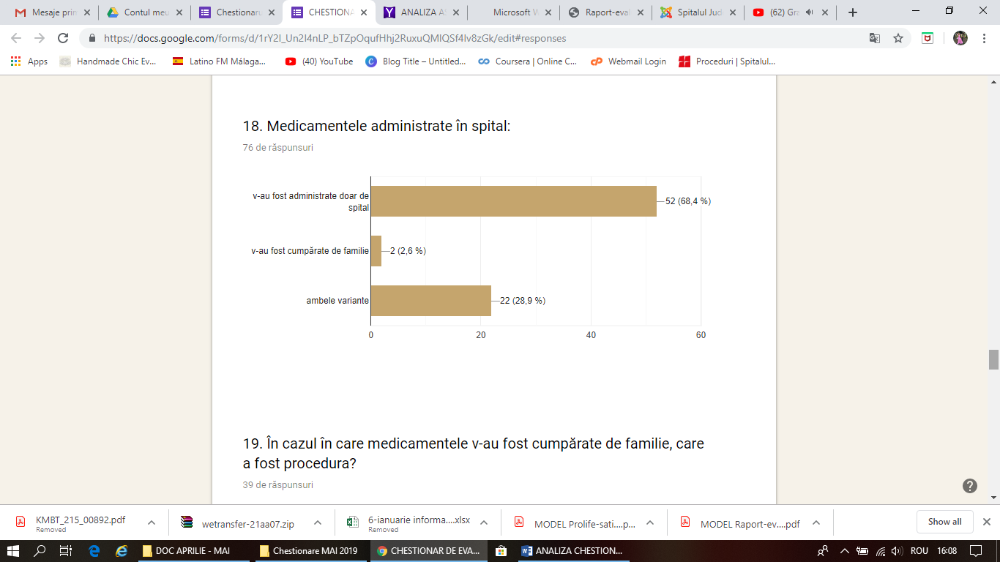 Mesaje prin
Contul meu
Chestionaru
CHESTIONA
ANALIZA AS
Microsoft W
Raport-eval
Spitalul Jud
(62) Gra
https://docs.google.com/forms/d/1rY2I_Un2I4nLP_bTZpOqufHhj2RuxuQMlQSf4lv8zGk/edit#responses
Apps
Handmade Chic Ev...
Latino FM Málaga...
(40) YouTube
Blog Title – Untitled...
Coursera | Online C...
Webmail Login
Proceduri | Spitalul...
18. Medicamentele administrate în spital:
76 de răspunsuri
v-au fost administrate doar de
spital
52 (68,4 %)
v-au fost cumpărate de familie
2 (2,6 %)
ambele variante
22 (28,9 %)
0 20 40 60
19. În cazul în care medicamentele v-au fost cumpărate de familie, care
a fost procedura?
39 de răspunsuri
KMBT_215_00892.pdf
Removed
wetransfer-21aa07.zip
6-ianuarie informa....xlsx
Removed
MODEL Prolife-sati....p...
MODEL Raport-ev....pdf
Show all
DOC APRILIE - MAI
Chestionare MAI 2019
CHESTIONAR DE EVA...
ANALIZA CHESTION...
ROU
16:08